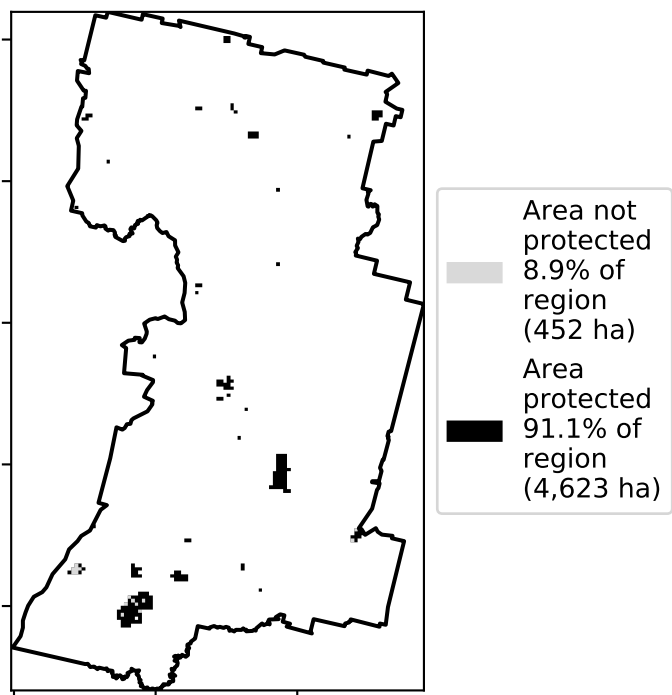 Area not
protected
8.9% of
region
(452 ha)
Area
protected
91.1% of
region
(4,623 ha)